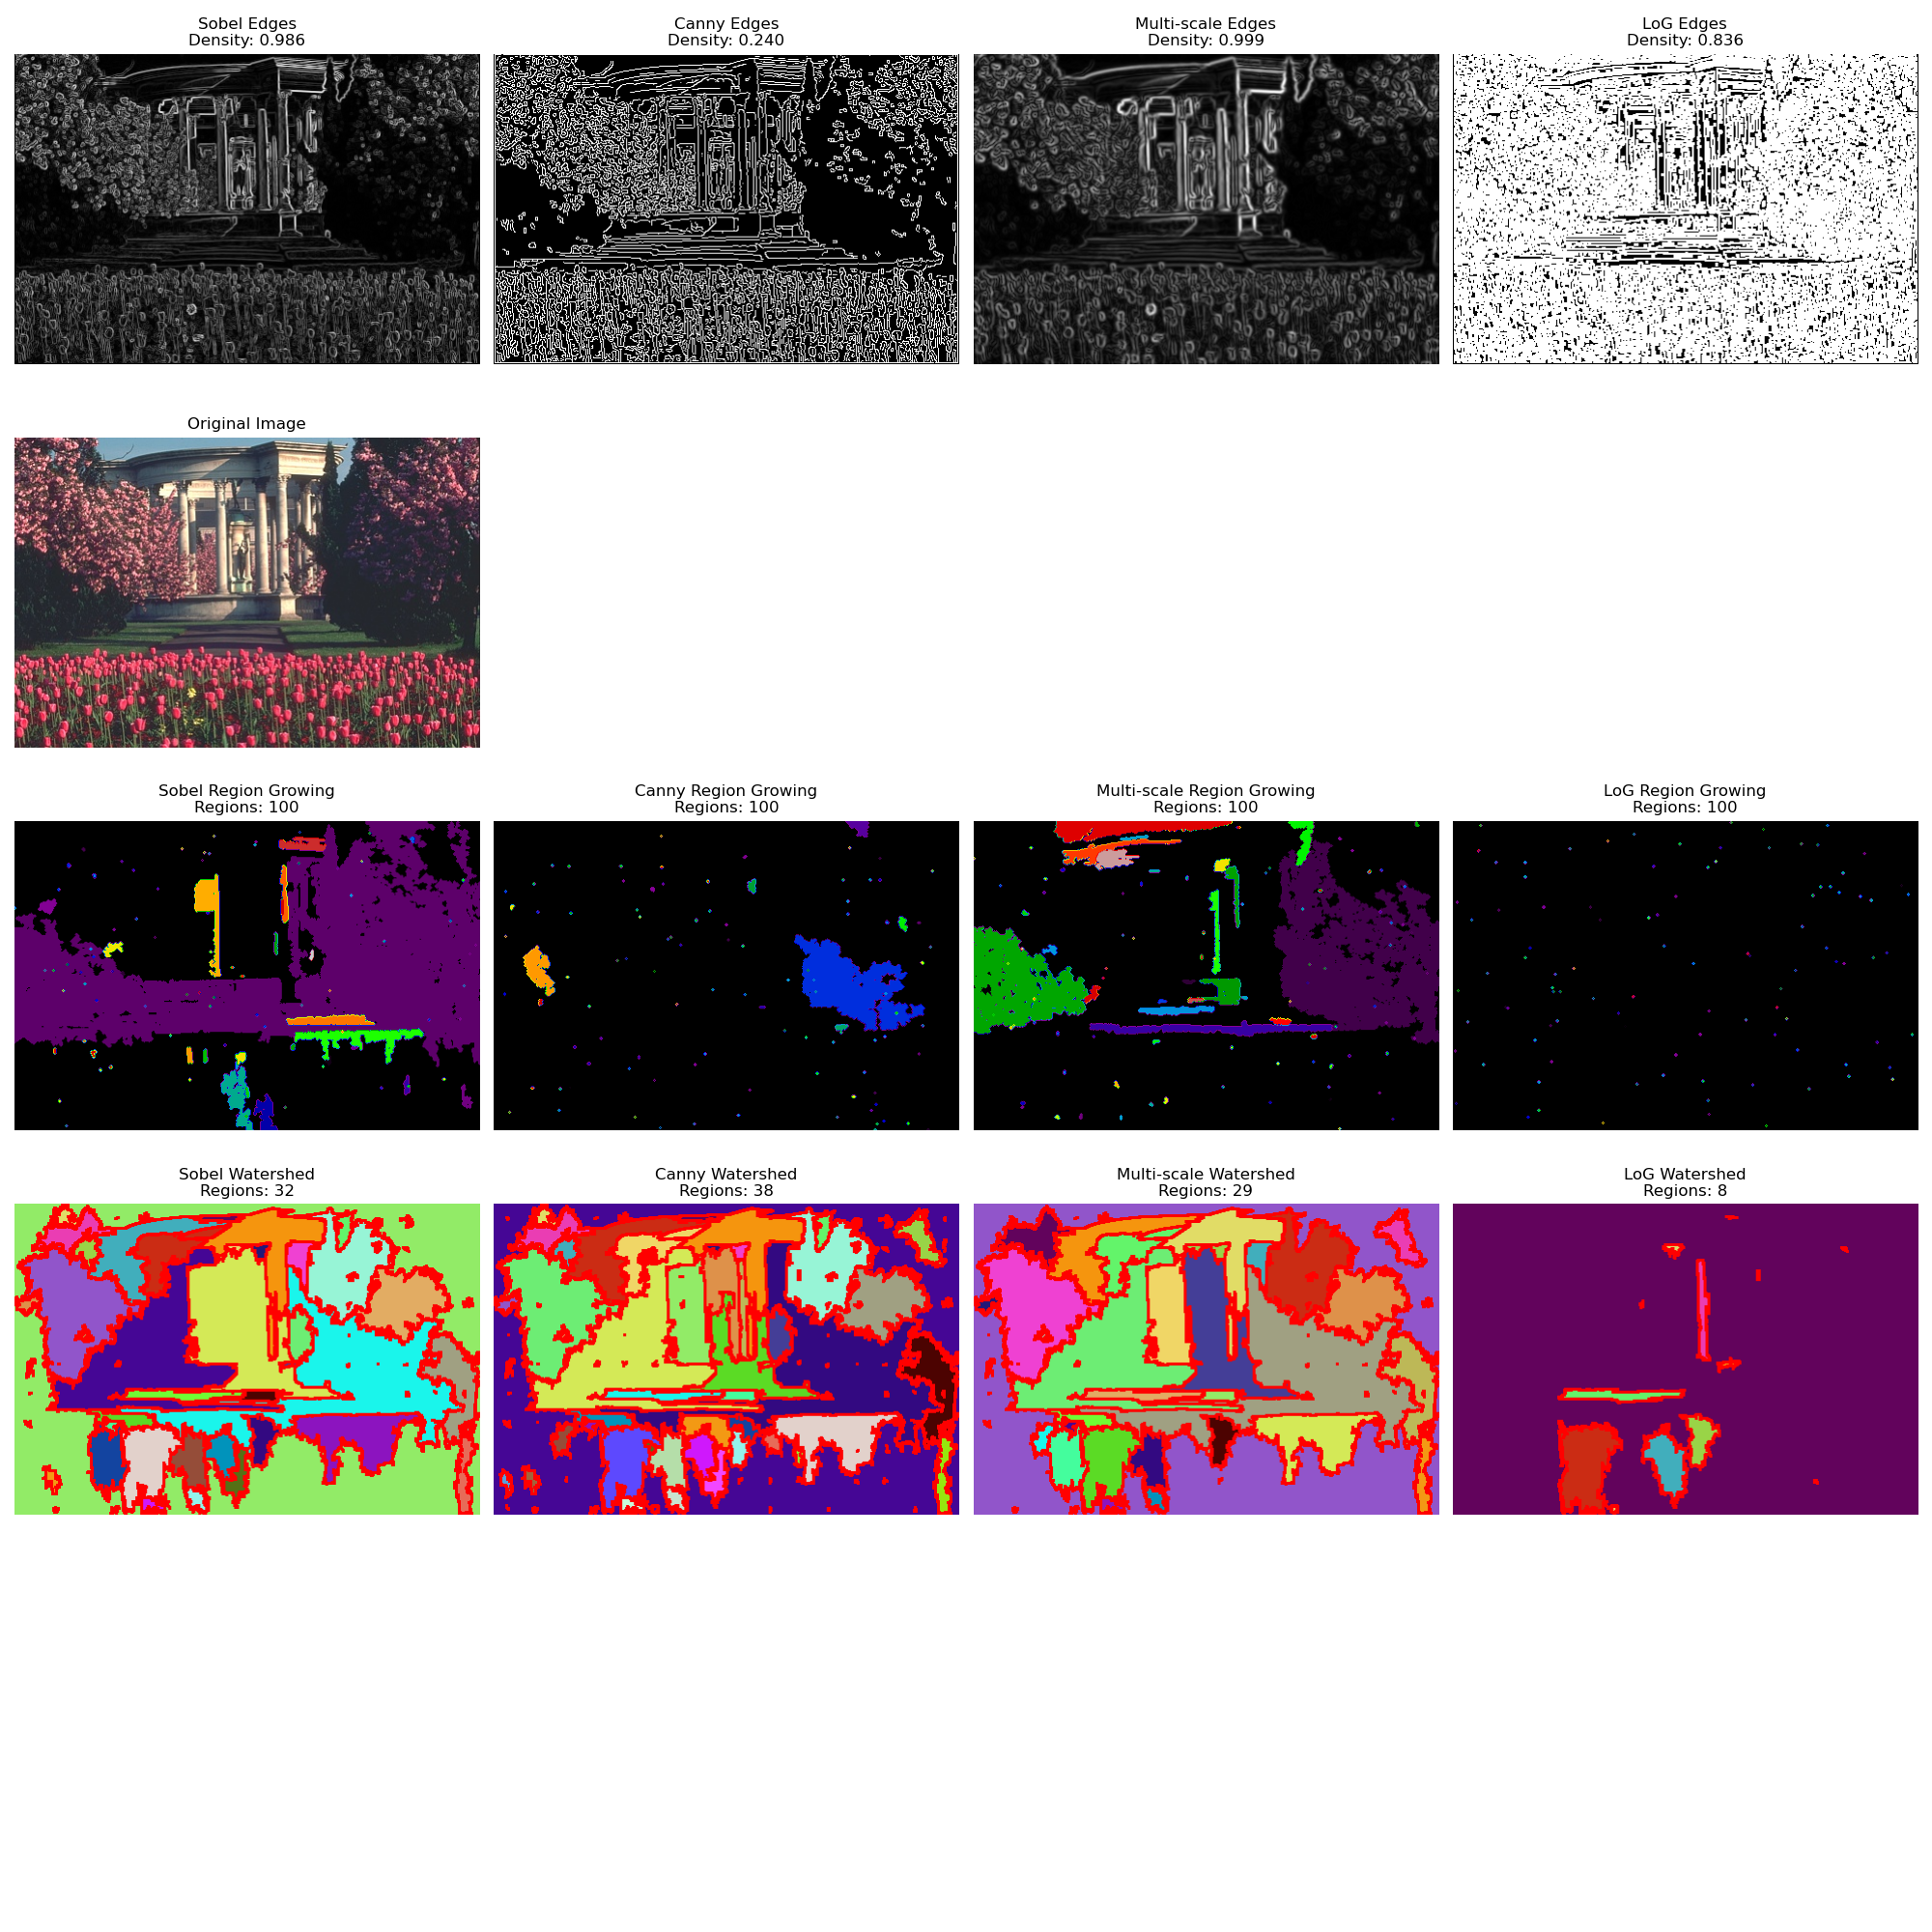 Sobel Edges
Density: 0.986
Canny Edges
Density: 0.240
Multi-scale Edges
Density: 0.999
LoG Edges
Density: 0.836
Original Image
Sobel Region Growing
Regions: 100
Canny Region Growing
Regions: 100
Multi-scale Region Growing
Regions: 100
LoG Region Growing
Regions: 100
Sobel Watershed
Regions: 32
Canny Watershed
Regions: 38
Multi-scale Watershed
Regions: 29
LoG Watershed
Regions: 8